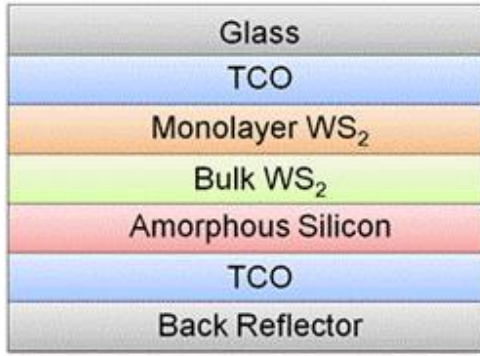 Glass
TCO
Monolayer WS₂
Bulk WS₂
Amorphous Silicon
TCO
Back Reflector